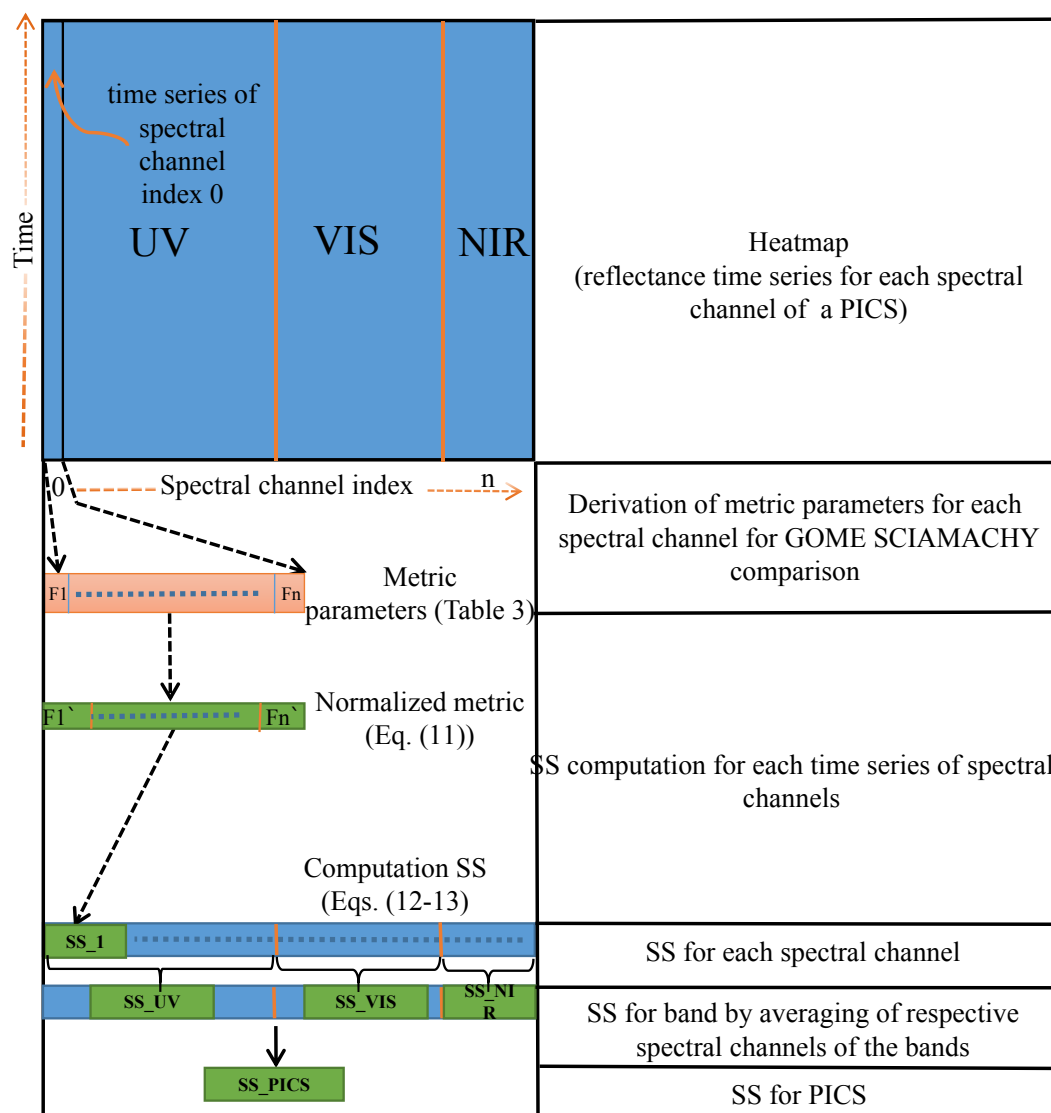 time series of
spectral
channel
index 0
Time
UV
VIS
NIR
Heatmap
(reflectance time series for each spectral
channel of a PICS)
0
Spectral channel index
n
Derivation of metric parameters for each
spectral channel for GOME SCIAMACHY
comparison
F1
Fn
Metric
parameters (Table 3)
F1`
Fn`
Normalized metric
(Eq. (11))
SS computation for each time series of spectral
channels
Computation SS
(Eqs. (12-13)
SS_1
SS for each spectral channel
SS_UV
SS_VIS
SS_NI
R
SS for band by averaging of respective
spectral channels of the bands
SS_PICS
SS for PICS